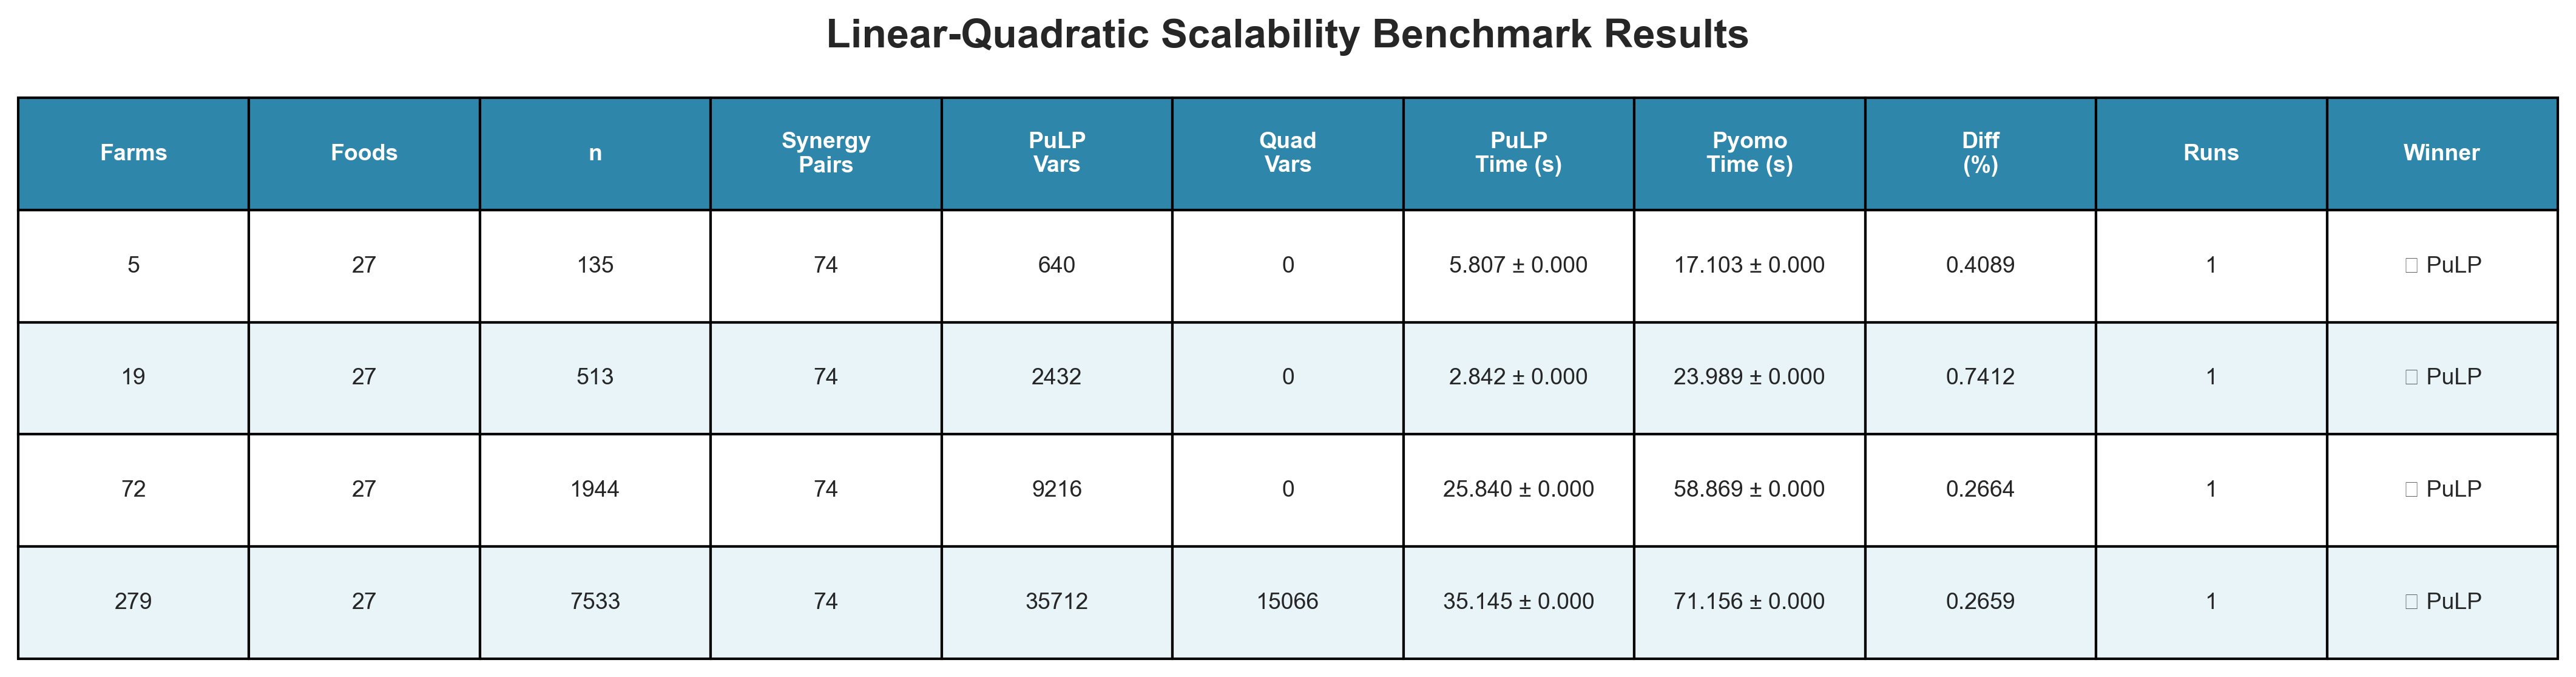 Linear-Quadratic Scalability Benchmark Results
Farms Foods n Synergy Pairs PuLP Vars Quad Vars PuLP Time (s) Pyomo Time (s) Diff (%) Runs Winner
5 27 135 74 640 0 5.807 ± 0.000 17.103 ± 0.000 0.4089 1 PuLP
19 27 513 74 2432 0 2.842 ± 0.000 23.989 ± 0.000 0.7412 1 PuLP
72 27 1944 74 9216 0 25.840 ± 0.000 58.869 ± 0.000 0.2664 1 PuLP
279 27 7533 74 35712 15066 35.145 ± 0.000 71.156 ± 0.000 0.2659 1 PuLP